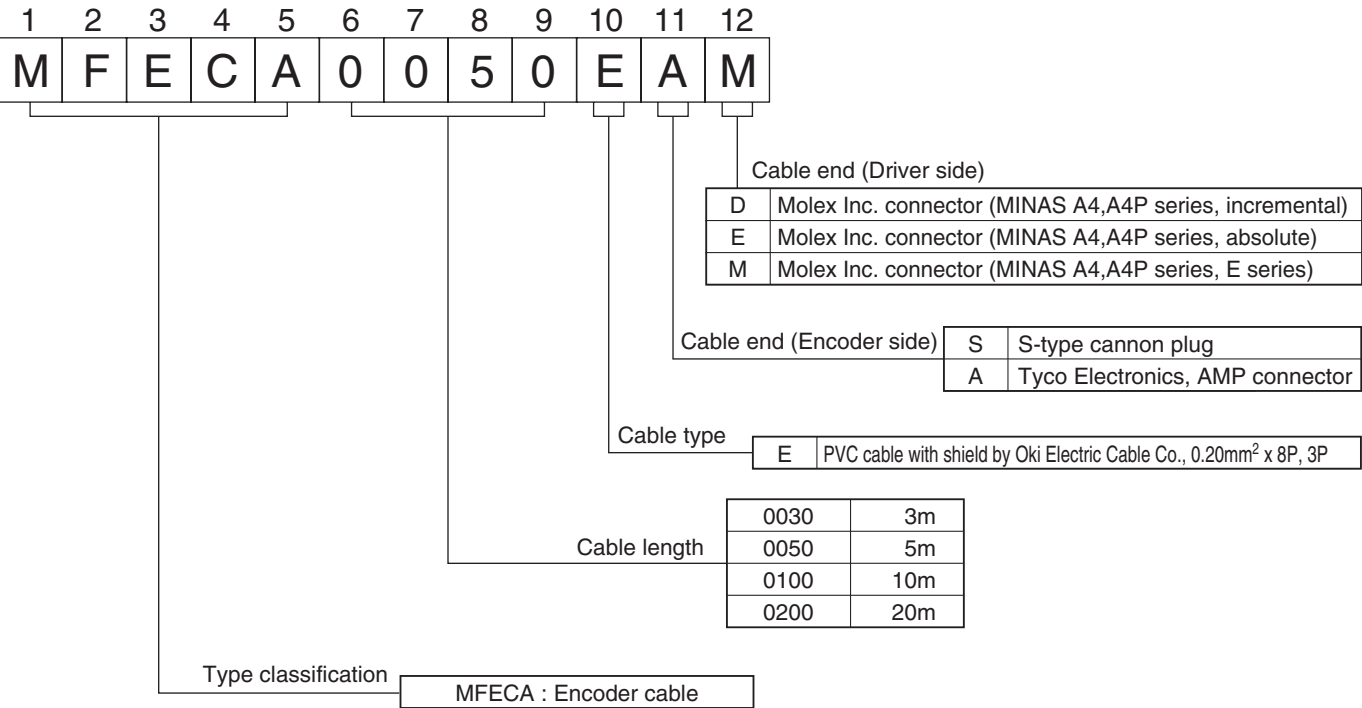 1 2 3 4 5 6 7 8 9 10 11 12
M F E C A 0 0 5 0 E A M
Cable end (Driver side)
D Molex Inc. connector (MINAS A4,A4P series, incremental)
E Molex Inc. connector (MINAS A4,A4P series, absolute)
M Molex Inc. connector (MINAS A4,A4P series, E series)
Cable end (Encoder side)
S S-type cannon plug
A Tyco Electronics, AMP connector
Cable type
E PVC cable with shield by Oki Electric Cable Co., 0.20mm² x 8P, 3P
Cable length
0030 3m
0050 5m
0100 10m
0200 20m
Type classification
MFECA : Encoder cable